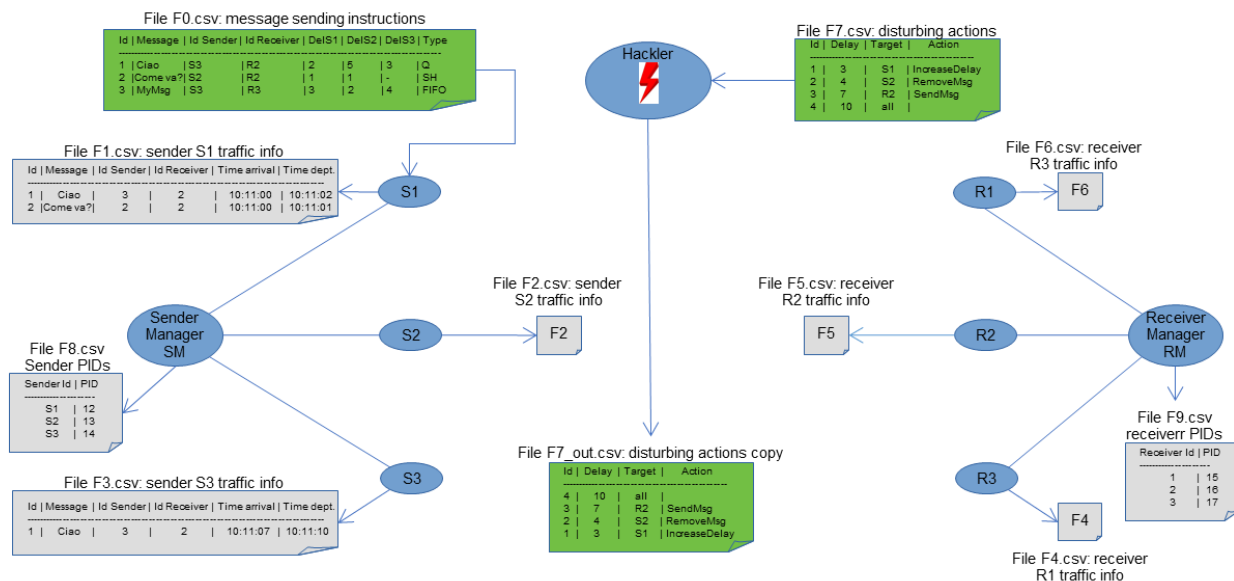 File F0.csv: message sending instructions
Id | Message | Id Sender | Id Receiver | DelS1 | DelS2 | DelS3 | Type
1 | Ciao | S3 | R2 | 2 | 5 | 3 | Q
2 |Come va?| S2 | R2 | 1 | 1 | - | SH
3 | MyMsg | S3 | R3 | 3 | 2 | 4 | FIFO
Hackler
File F7.csv: disturbing actions
Id | Delay | Target | Action
1 | 3 | S1 | IncreaseDelay
2 | 4 | S2 | RemoveMsg
3 | 7 | R2 | SendMsg
4 | 10 | all |
File F1.csv: sender S1 traffic info
Id | Message | Id Sender | Id Receiver | Time arrival | Time dept.
1 | Ciao | 3 | 2 | 10:11:00 | 10:11:02
2 |Come va?| 2 | 2 | 10:11:00 | 10:11:01
S1
File F6.csv: receiver
R3 traffic info
R1
F6
File F2.csv: sender
S2 traffic info
S2
F2
File F5.csv: receiver
R2 traffic info
F5
R2
Sender
Manager
SM
Receiver
Manager
RM
File F8.csv
Sender PIDs
Sender Id | PID
S1 | 12
S2 | 13
S3 | 14
File F9.csv
receiverr PIDs
Receiver Id | PID
1 | 15
2 | 16
3 | 17
File F7_out.csv: disturbing actions copy
Id | Delay | Target | Action
4 | 10 | all |
3 | 7 | R2 | SendMsg
2 | 4 | S2 | RemoveMsg
1 | 3 | S1 | IncreaseDelay
File F3.csv: sender S3 traffic info
Id | Message | Id Sender | Id Receiver | Time arrival | Time dept.
1 | Ciao | 3 | 2 | 10:11:07 | 10:11:10
S3
R3
F4
File F4.csv: receiver
R1 traffic info